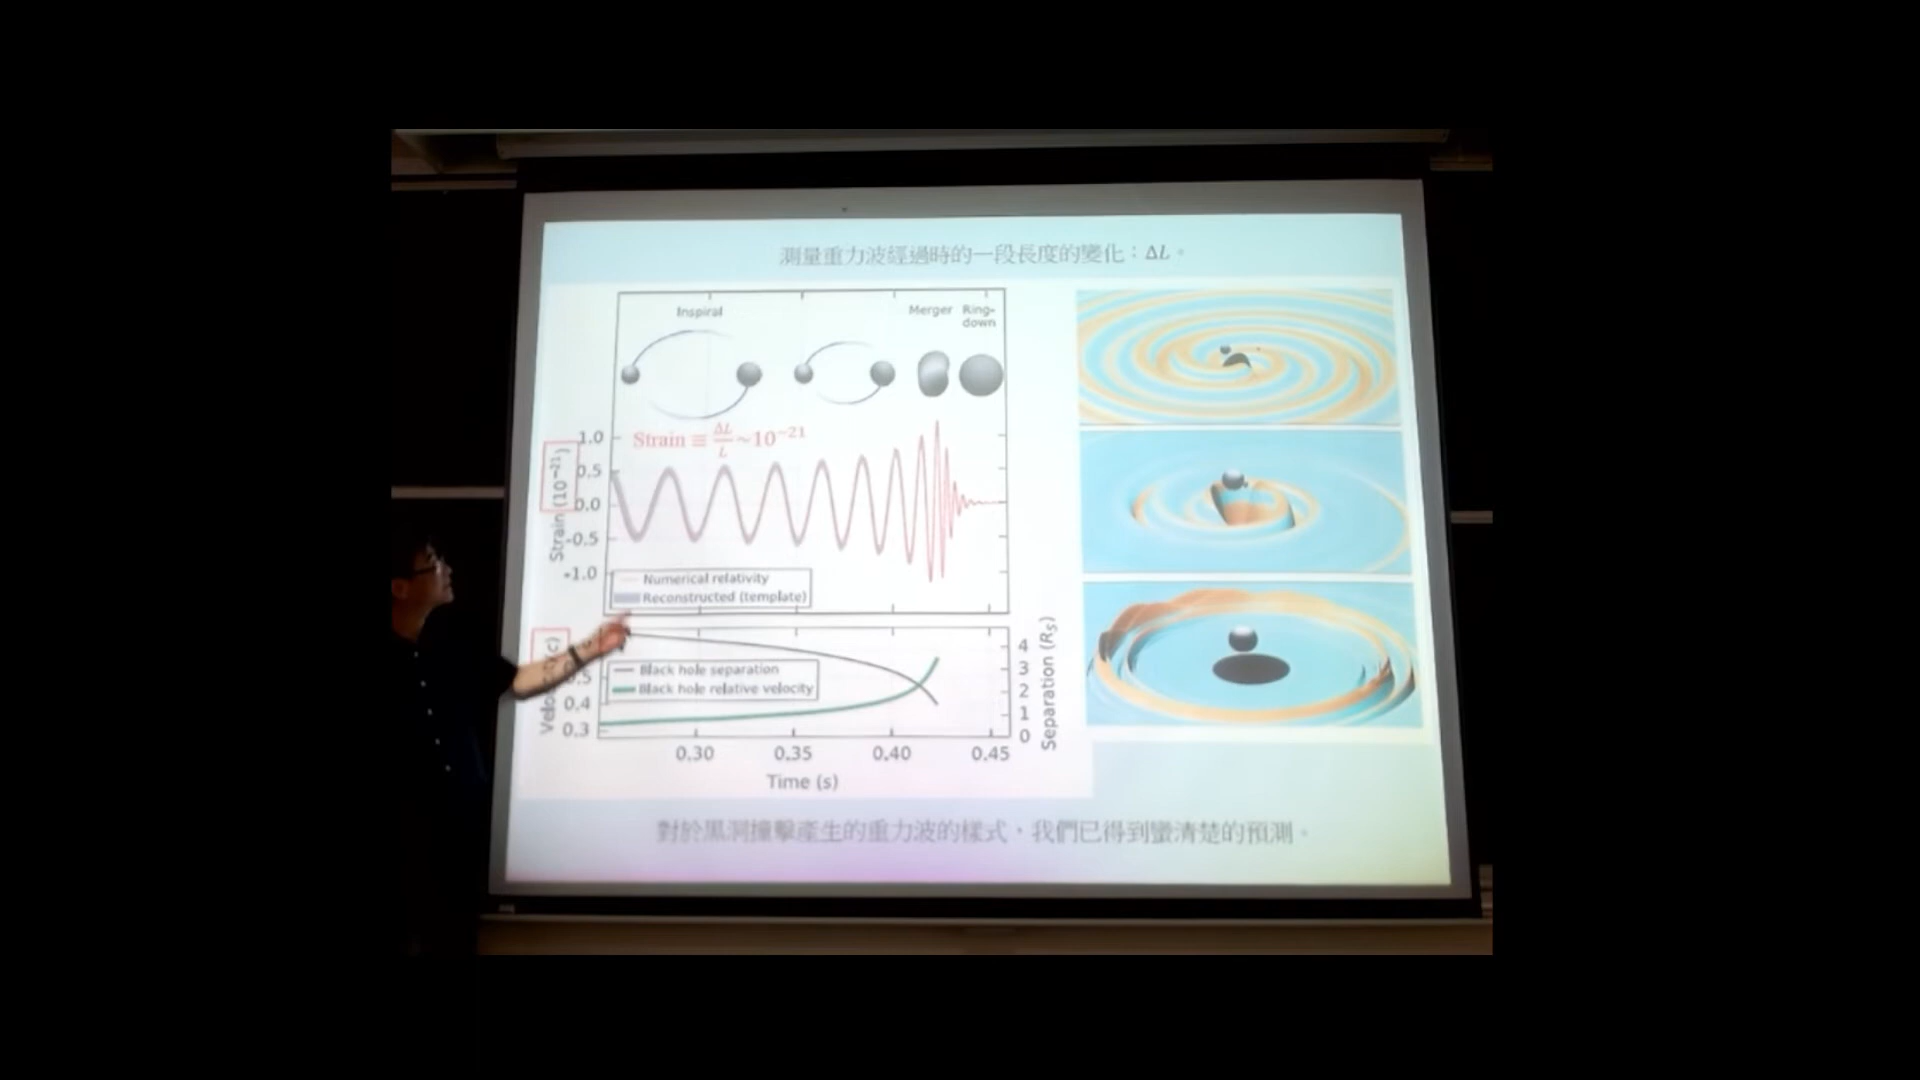 測量重力波經過時的一段長度的變化：ΔL。
Inspiral
Merger
Ring-
down
Strain ≡ ΔL/L ~10⁻²¹
Strain (10⁻²¹)
1.0
0.5
0.0
-0.5
-1.0
Numerical relativity
Reconstructed (template)
Black hole separation
Black hole relative velocity
0.4
0.3
4
3
2
1
0
Separation (R_S)
0.30
0.35
0.40
0.45
Time (s)
對於黑洞撞擊產生的重力波的樣式，我們已得到蠻清楚的預測。